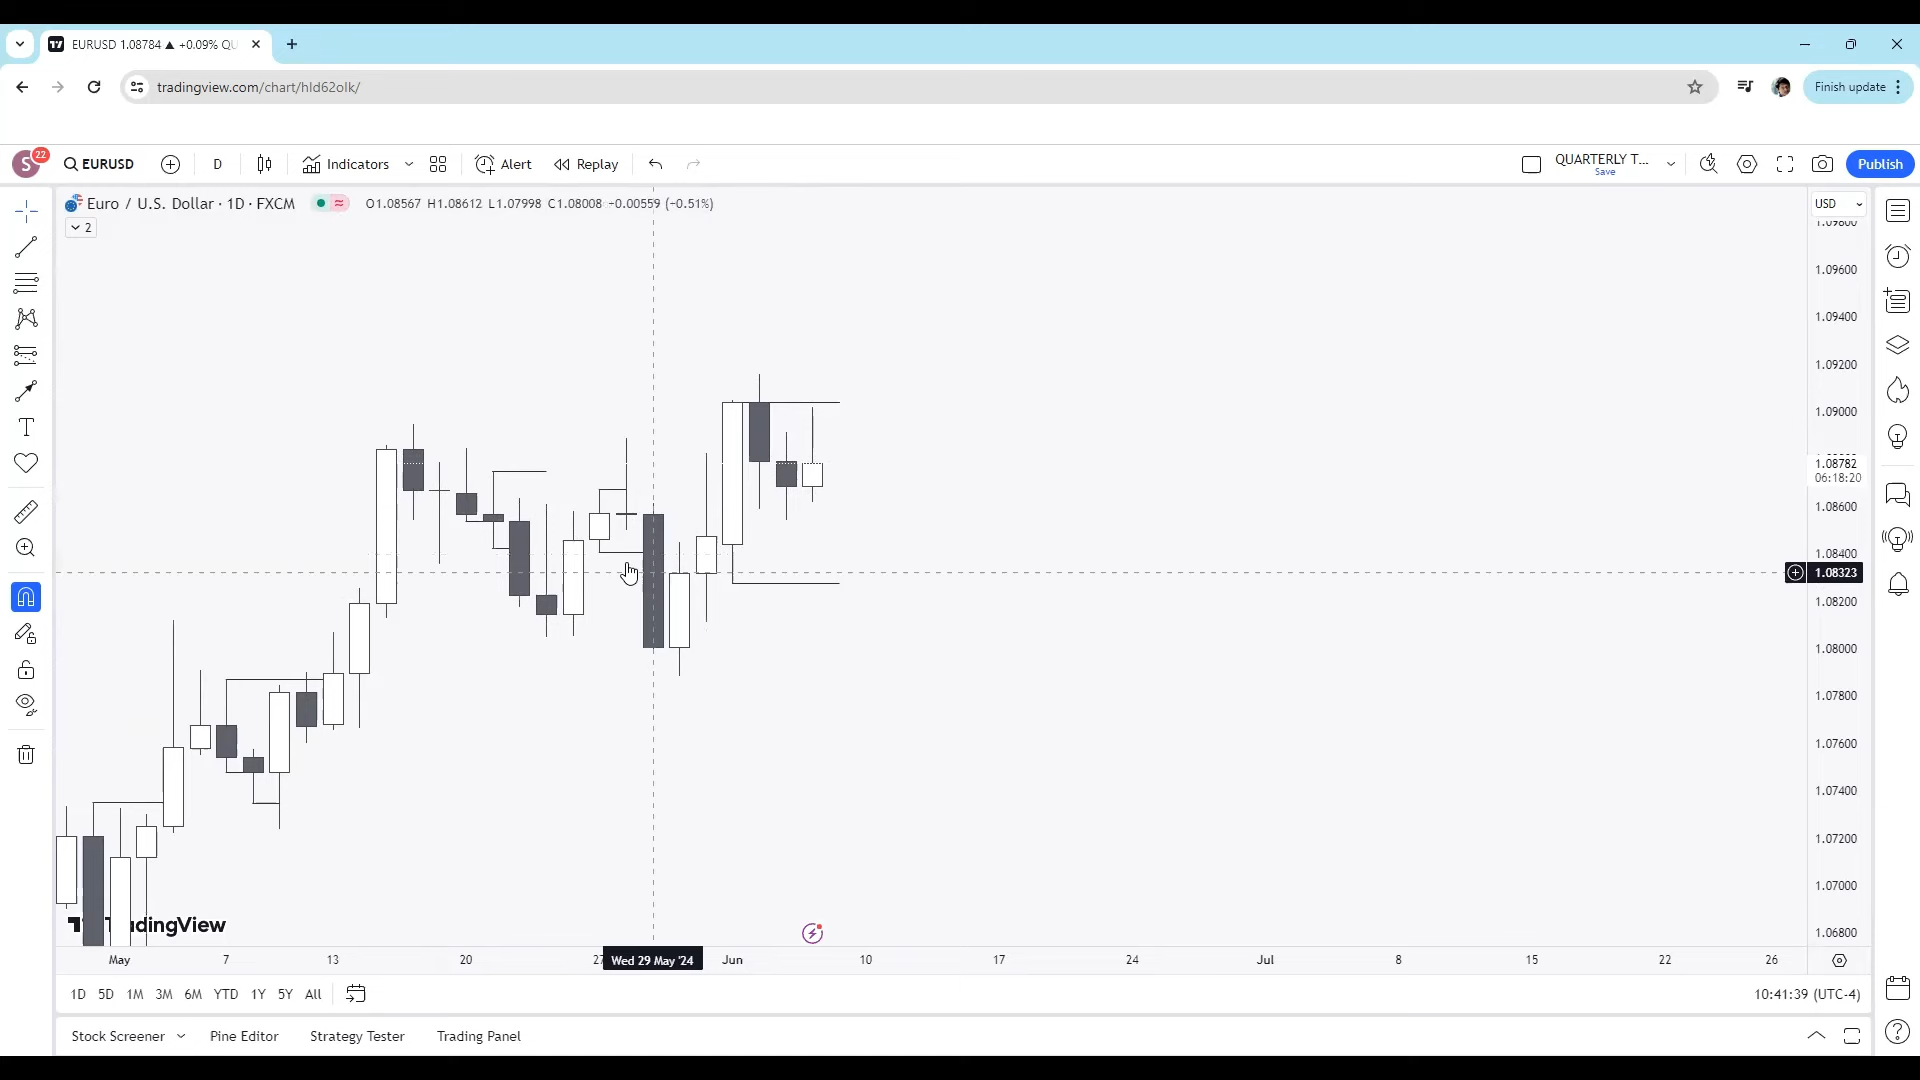 EURUSD 1.08784 ▲ +0.09% QU
tradingview.com/chart/hld62olk/
Finish update
S 22 EURUSD D Indicators Alert Replay QUARTERLY T... Save Publish
Euro / U.S. Dollar · 1D · FXCM O1.08567 H1.08612 L1.07998 C1.08008 −0.00559 (−0.51%) USD
2
1.09800
1.09600
1.09400
1.09200
1.09000
1.08782
06:18:20
1.08600
1.08400
1.08323
1.08200
1.08000
1.07800
1.07600
1.07400
1.07200
1.07000
TradingView
1.06800
May 7 13 20 27 Wed 29 May '24 Jun 10 17 24 Jul 8 15 22 26
1D 5D 1M 3M 6M YTD 1Y 5Y All 10:41:39 (UTC-4)
Stock Screener Pine Editor Strategy Tester Trading Panel